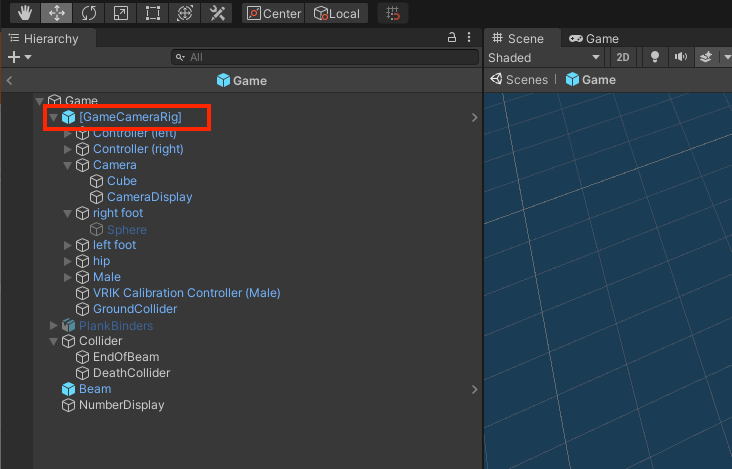 Center
Local
Hierarchy
All
Game
Game
[GameCameraRig]
Controller (left)
Controller (right)
Camera
Cube
CameraDisplay
right foot
Sphere
left foot
hip
Male
VRIK Calibration Controller (Male)
GroundCollider
PlankBinders
Collider
EndOfBeam
DeathCollider
Beam
NumberDisplay
Scene
Game
Shaded
2D
Scenes
Game